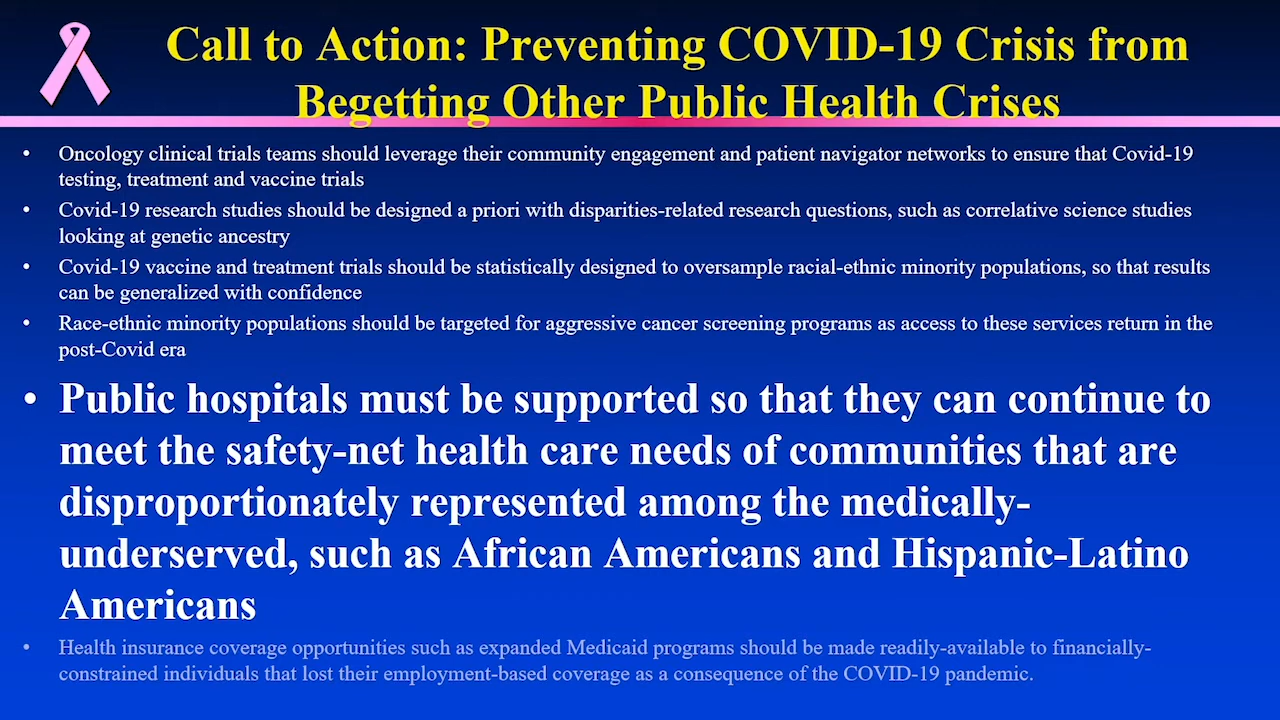 Call to Action: Preventing COVID-19 Crisis from
Begetting Other Public Health Crises
• Oncology clinical trials teams should leverage their community engagement and patient navigator networks to ensure that Covid-19
testing, treatment and vaccine trials
• Covid-19 research studies should be designed a priori with disparities-related research questions, such as correlative science studies
looking at genetic ancestry
• Covid-19 vaccine and treatment trials should be statistically designed to oversample racial-ethnic minority populations, so that results
can be generalized with confidence
• Race-ethnic minority populations should be targeted for aggressive cancer screening programs as access to these services return in the
post-Covid era
• Public hospitals must be supported so that they can continue to
meet the safety-net health care needs of communities that are
disproportionately represented among the medically-
underserved, such as African Americans and Hispanic-Latino
Americans
• Health insurance coverage opportunities such as expanded Medicaid programs should be made readily-available to financially-
constrained individuals that lost their employment-based coverage as a consequence of the COVID-19 pandemic.